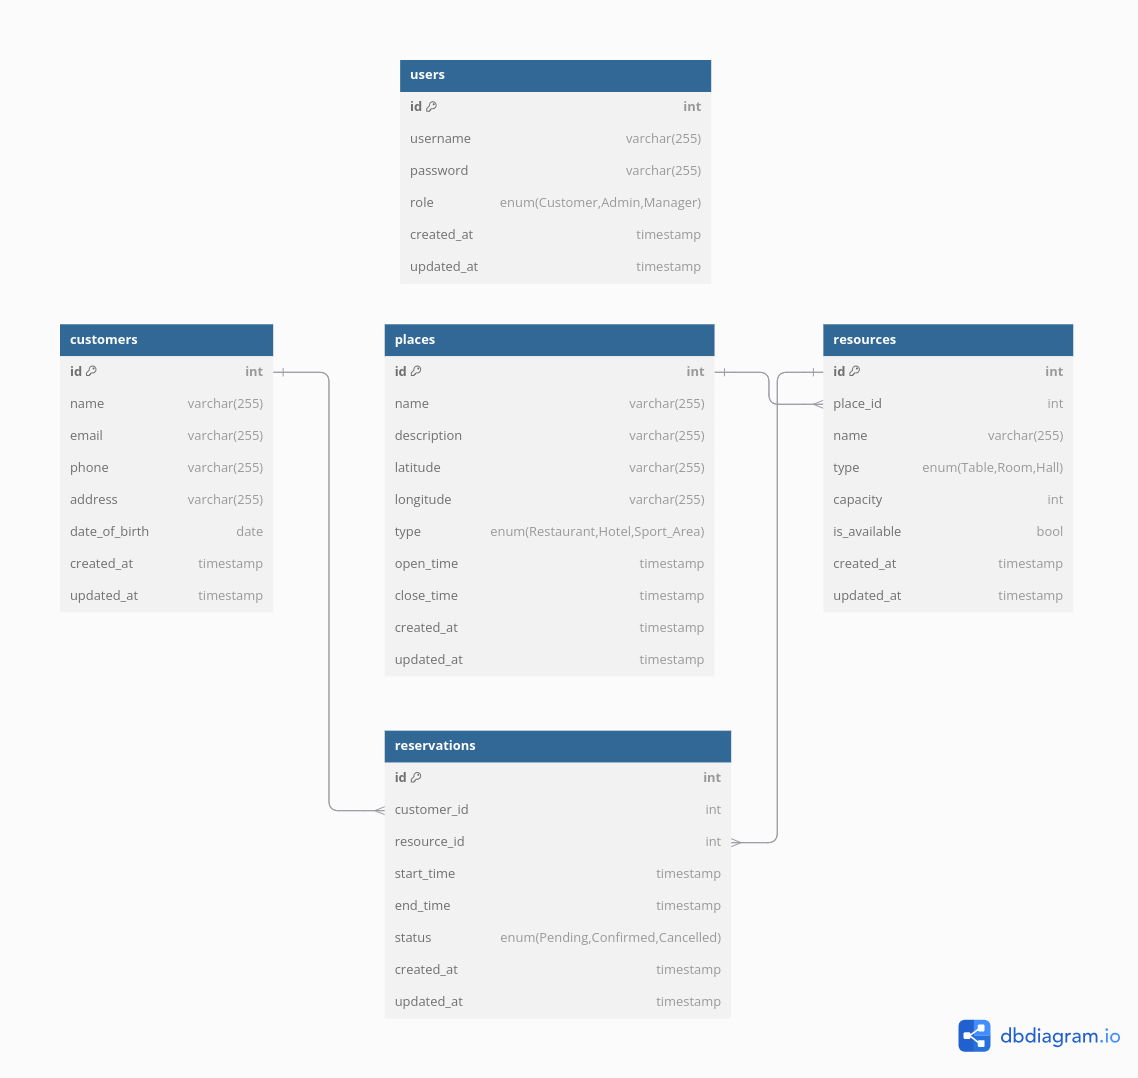 users
id int
username varchar(255)
password varchar(255)
role enum(Customer,Admin,Manager)
created_at timestamp
updated_at timestamp
customers
id int
name varchar(255)
email varchar(255)
phone varchar(255)
address varchar(255)
date_of_birth date
created_at timestamp
updated_at timestamp
places
id int
name varchar(255)
description varchar(255)
latitude varchar(255)
longitude varchar(255)
type enum(Restaurant,Hotel,Sport_Area)
open_time timestamp
close_time timestamp
created_at timestamp
updated_at timestamp
resources
id int
place_id int
name varchar(255)
type enum(Table,Room,Hall)
capacity int
is_available bool
created_at timestamp
updated_at timestamp
reservations
id int
customer_id int
resource_id int
start_time timestamp
end_time timestamp
status enum(Pending,Confirmed,Cancelled)
created_at timestamp
updated_at timestamp
dbdiagram.io